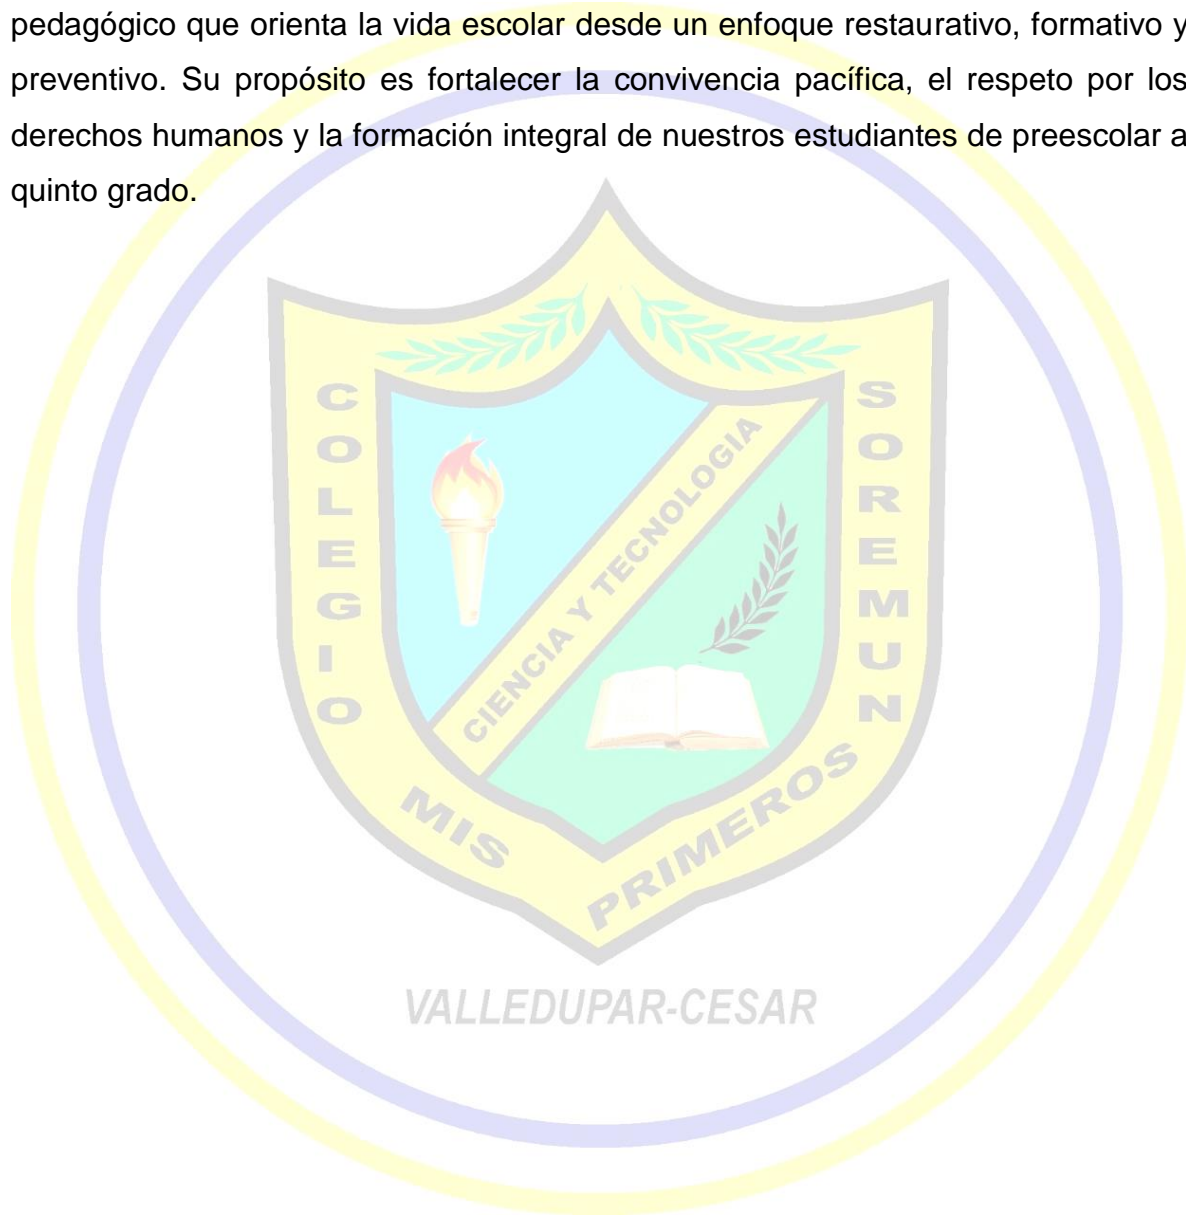 pedagógico que orienta la vida escolar desde un enfoque restaurativo, formativo y
preventivo. Su propósito es fortalecer la convivencia pacífica, el respeto por los
derechos humanos y la formación integral de nuestros estudiantes de preescolar a
quinto grado.
COLEGIO
MIS
PRIMEROS
SOREMUN
CIENCIA Y TECNOLOGIA
VALLEDUPAR-CESAR